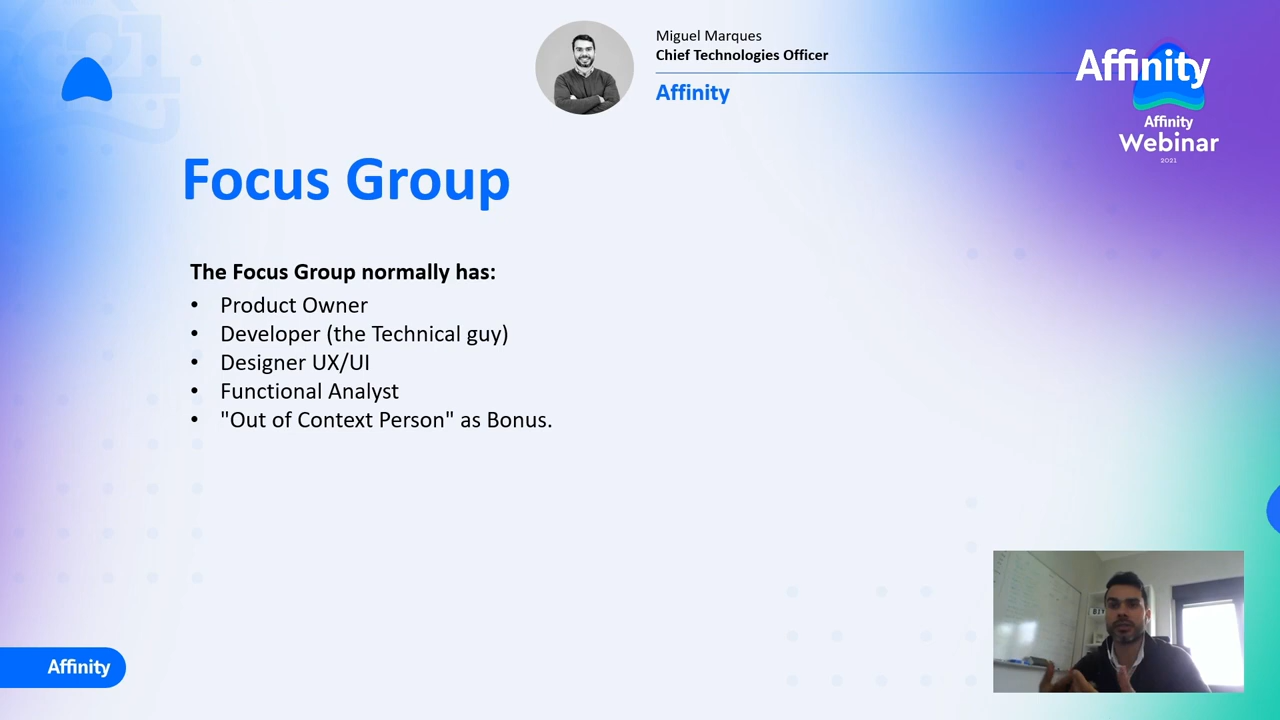 Miguel Marques
Chief Technologies Officer
Affinity
Affinity
Affinity
Webinar
2021
Focus Group
The Focus Group normally has:
• Product Owner
• Developer (the Technical guy)
• Designer UX/UI
• Functional Analyst
• "Out of Context Person" as Bonus.
Affinity